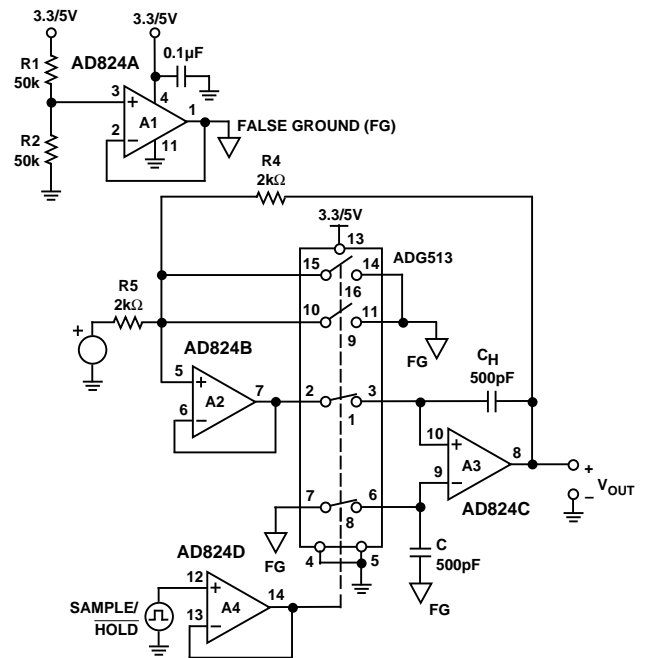 3.3/5V
3.3/5V
R1
50k
AD824A
0.1µF
3
+
4
A1
1
2
−
11
FALSE GROUND (FG)
R2
50k
R4
2kΩ
3.3/5V
13
ADG513
15
14
16
R5
2kΩ
10
11
9
+
FG
AD824B
CH
500pF
5
+
A2
7
6
−
2
3
1
10
+
A3
8
9
−
+
VOUT
−
AD824C
7
6
8
FG
4
5
C
500pF
FG
AD824D
12
+
A4
14
13
−
SAMPLE/
HOLD